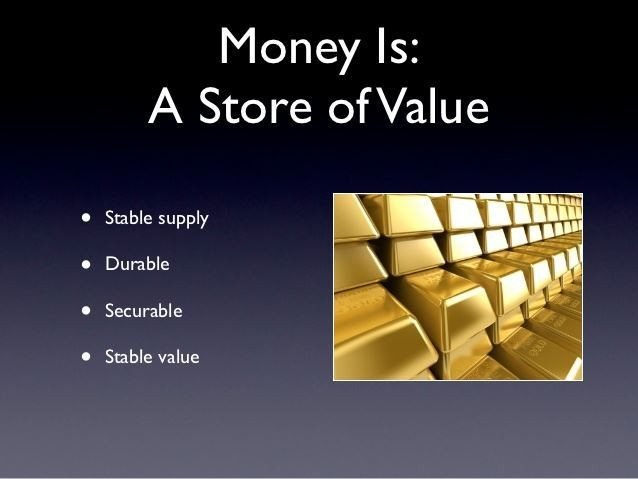 Money Is:
A Store of Value
• Stable supply
• Durable
• Securable
• Stable value